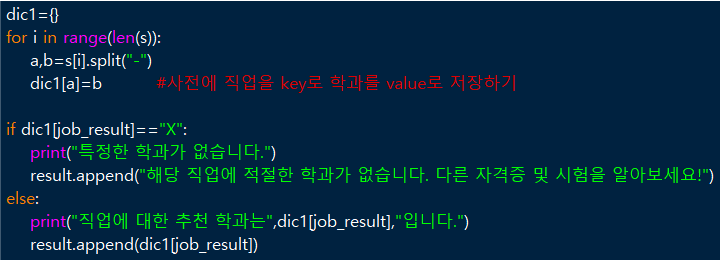 dic1={}
for i in range(len(s)):
    a,b=s[i].split("-")
    dic1[a]=b          #사전에 직업을 key로 학과를 value로 저장하기
if dic1[job_result]=="X":
    print("특정한 학과가 없습니다.")
    result.append("해당 직업에 적절한 학과가 없습니다. 다른 자격증 및 시험을 알아보세요!")
else:
    print("직업에 대한 추천 학과는",dic1[job_result],"입니다.")
    result.append(dic1[job_result])